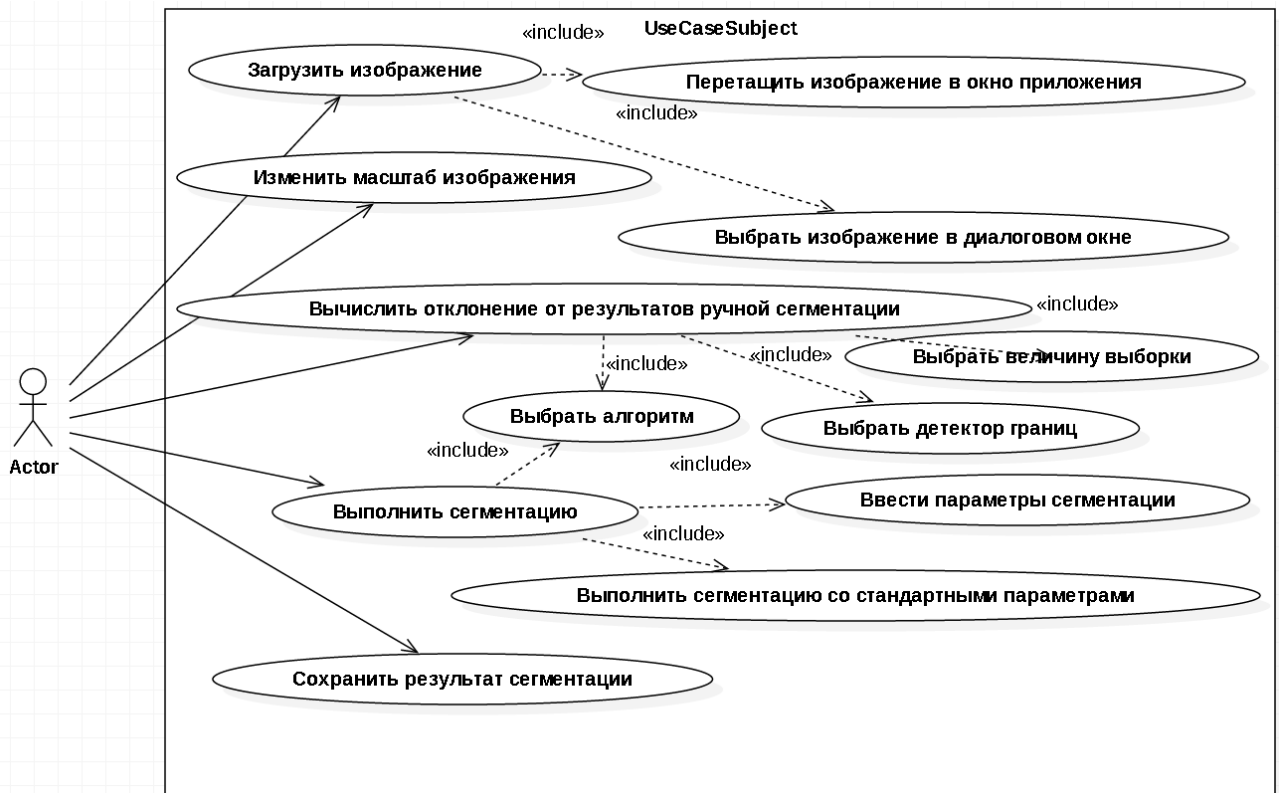 UseCaseSubject
«include»
Загрузить изображение
Перетащить изображение в окно приложения
«include»
Изменить масштаб изображения
Выбрать изображение в диалоговом окне
Вычислить отклонение от результатов ручной сегментации
«include»
«include»
Выбрать величину выборки
«include»
Выбрать алгоритм
Выбрать детектор границ
«include»
«include»
Actor
Ввести параметры сегментации
Выполнить сегментацию
«include»
Выполнить сегментацию со стандартными параметрами
Сохранить результат сегментации